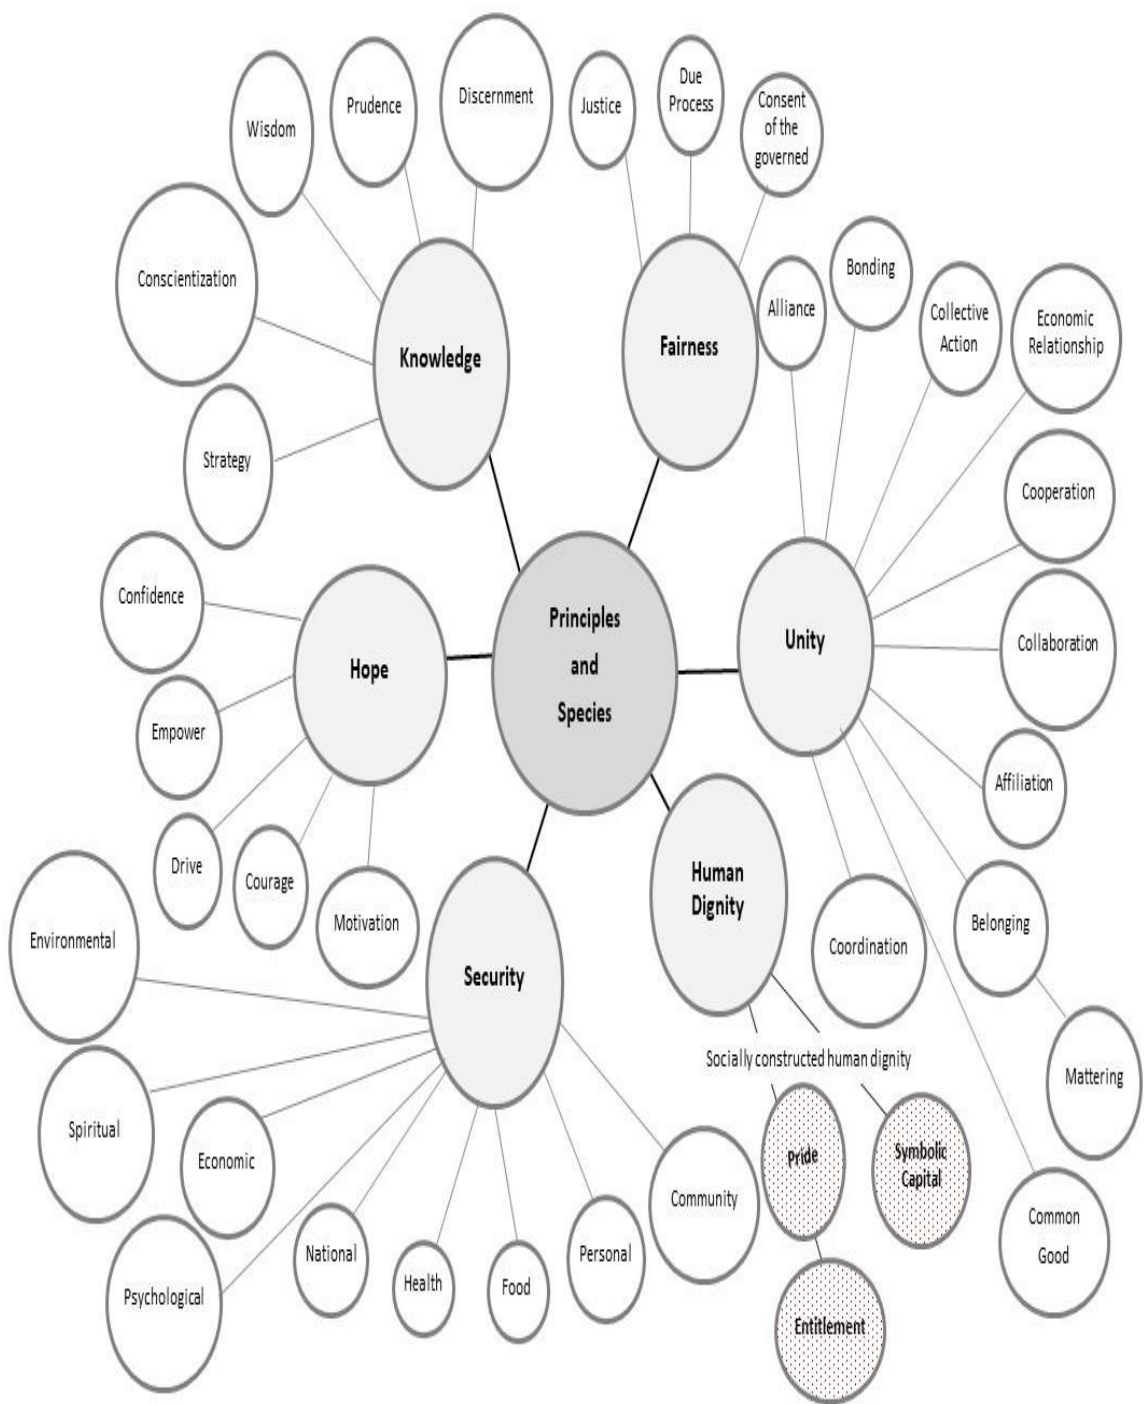 Wisdom
Prudence
Discernment
Justice
Due
Process
Consent
of the
governed
Conscientization
Strategy
Knowledge
Fairness
Alliance
Bonding
Collective
Action
Economic
Relationship
Cooperation
Collaboration
Affiliation
Unity
Principles
and
Species
Confidence
Empower
Drive
Courage
Motivation
Hope
Human
Dignity
Coordination
Belonging
Mattering
Common
Good
Socially constructed human dignity
Pride
Symbolic
Capital
Entitlement
Security
Environmental
Spiritual
Economic
Psychological
National
Health
Food
Personal
Community